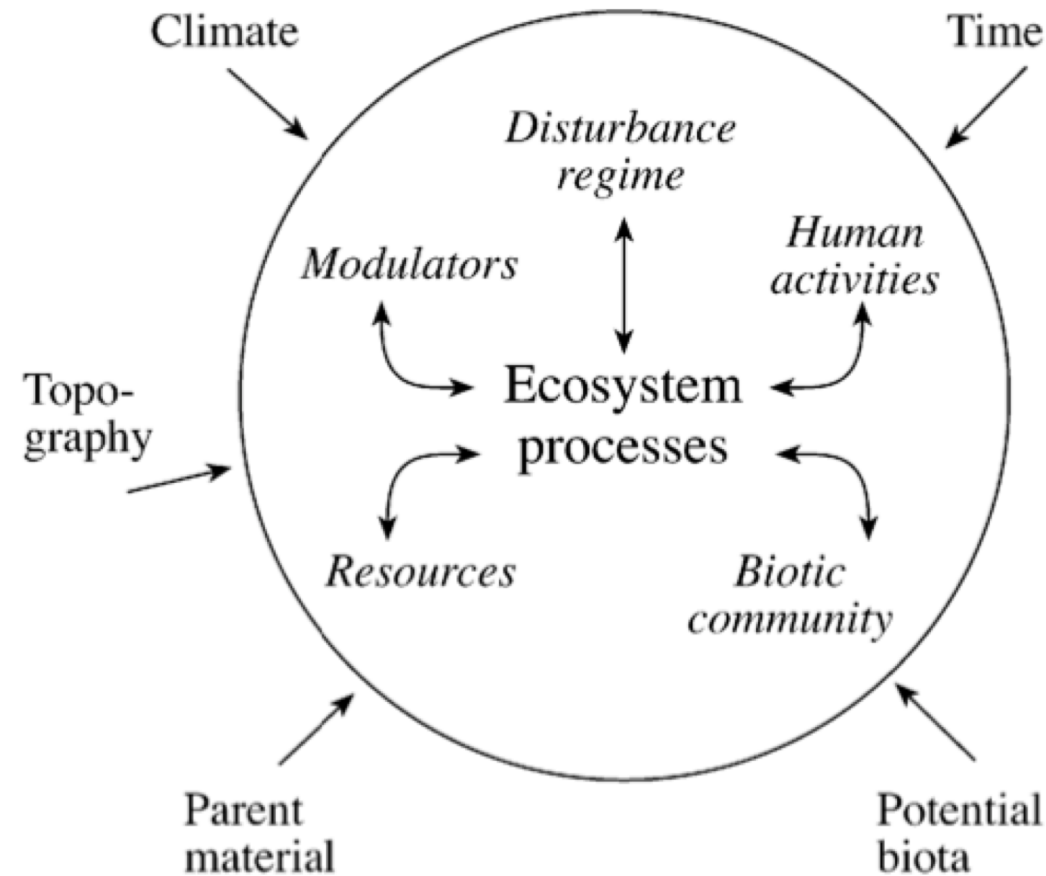 Climate
Time
Disturbance
regime
Modulators
Human
activities
Ecosystem
processes
Topo-
graphy
Resources
Biotic
community
Parent
material
Potential
biota